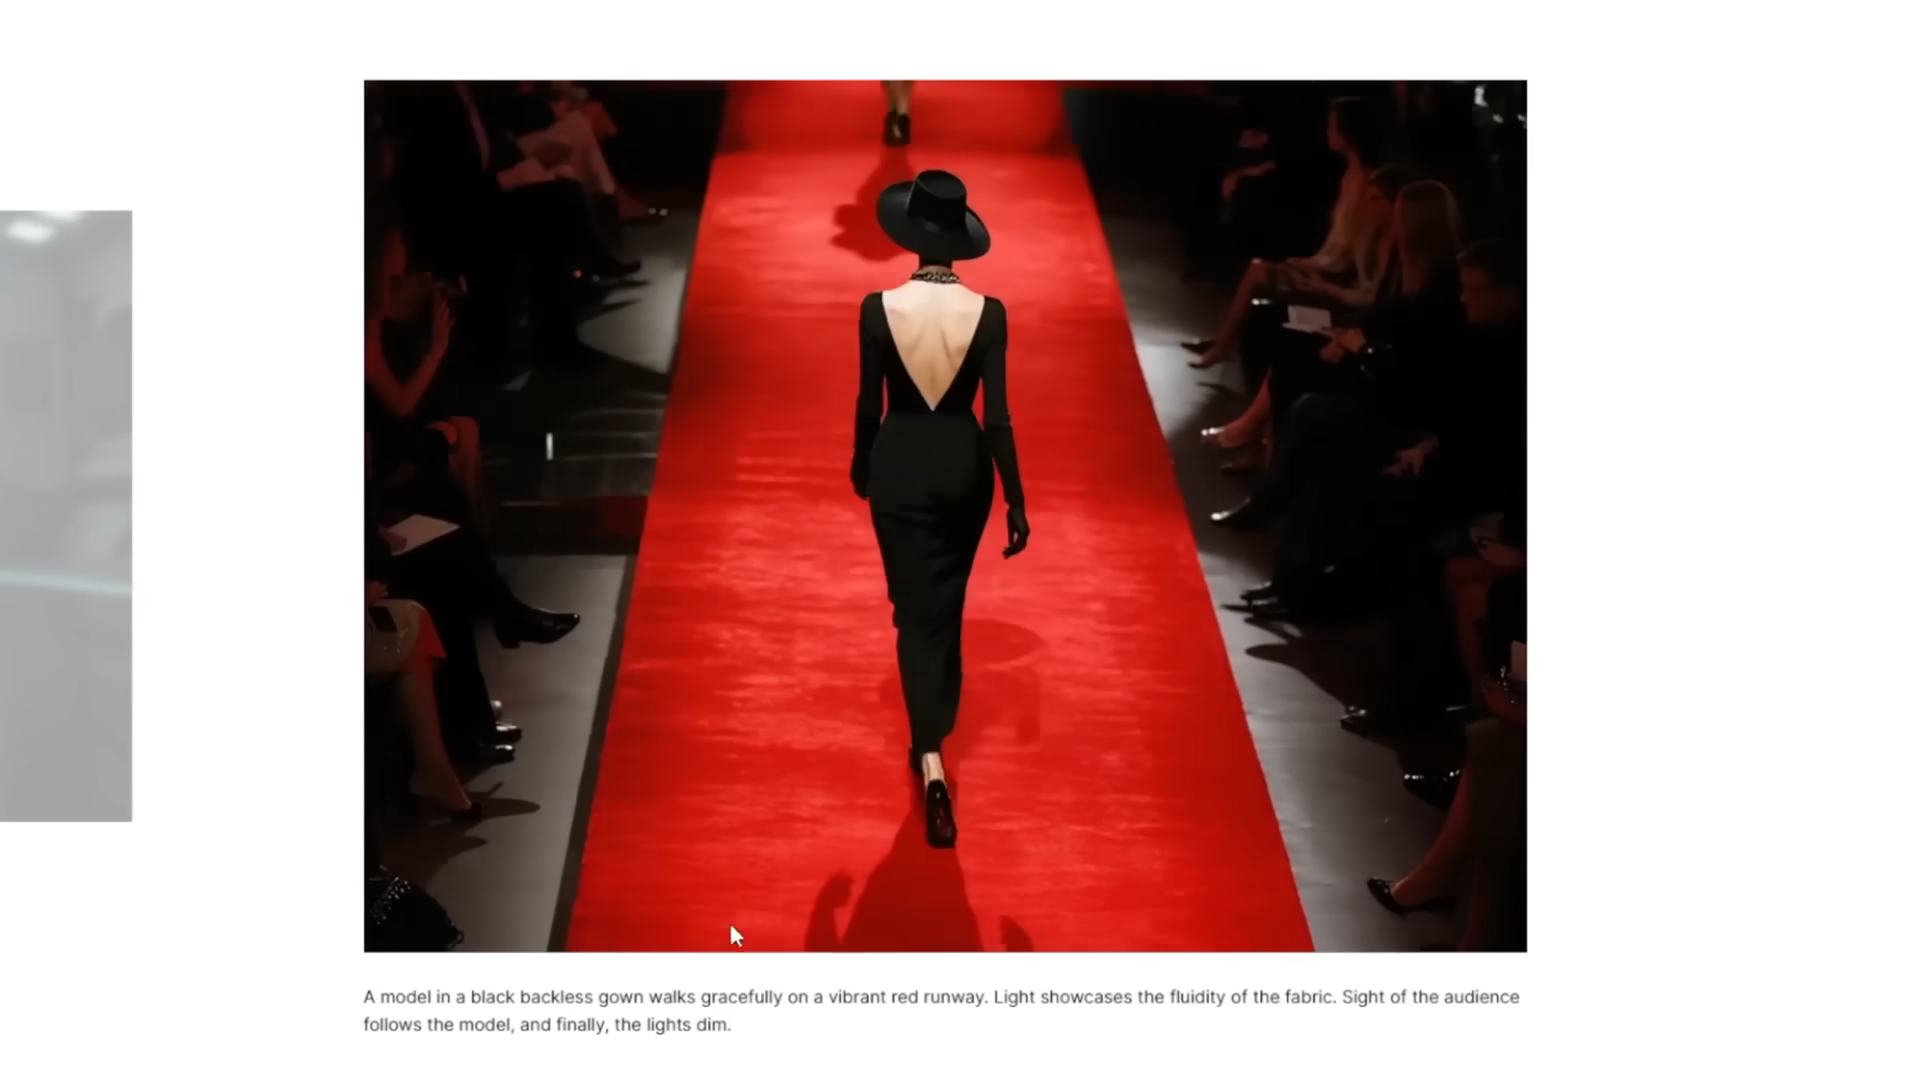 A model in a black backless gown walks gracefully on a vibrant red runway. Light showcases the fluidity of the fabric. Sight of the audience
follows the model, and finally, the lights dim.